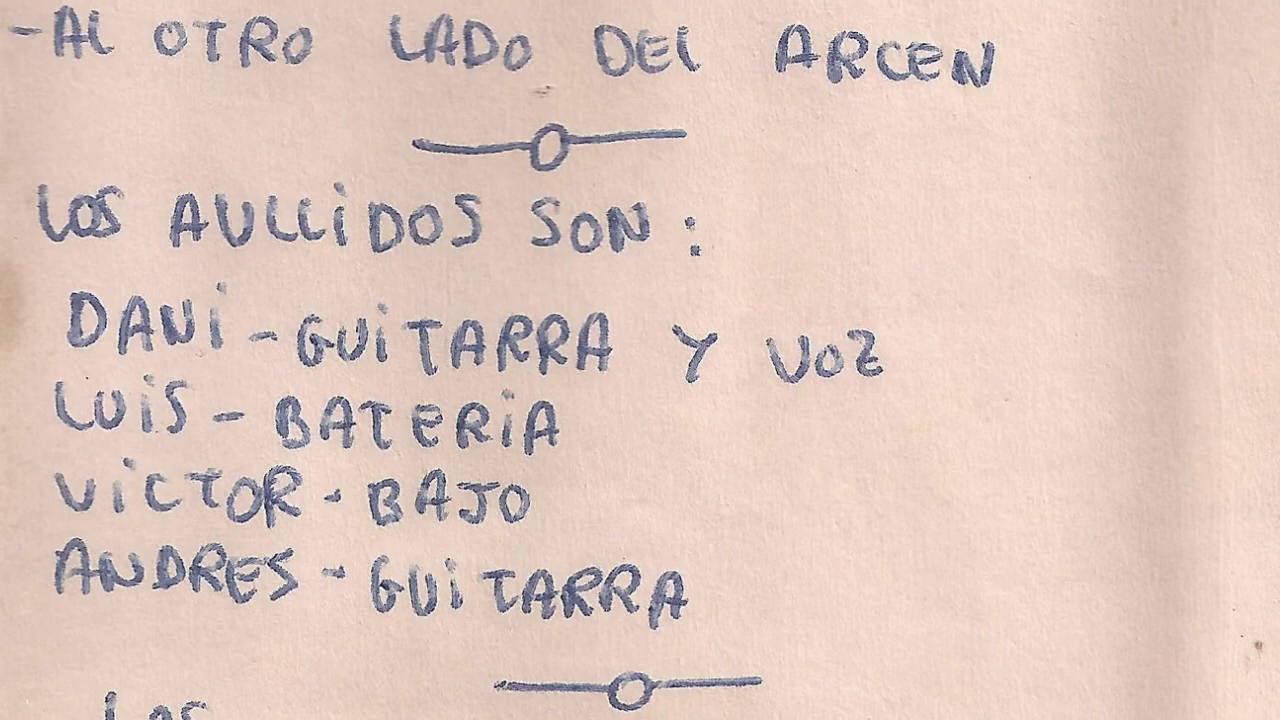 -AL OTRO LADO DEL ARCEN
LOS AULLiDOS SON:
DANi-GUiTARRA Y VOZ
LUiS-BATERiA
ViCTOR-BAJO
ANDRES-GUiTARRA